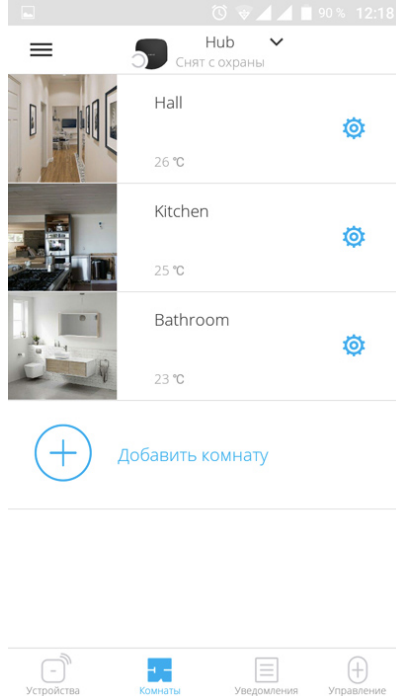 90 % 12:18
Hub
Снят с охраны
Hall
26 °C
Kitchen
25 °C
Bathroom
23 °C
Добавить комнату
Устройства Комнаты Уведомления Управление